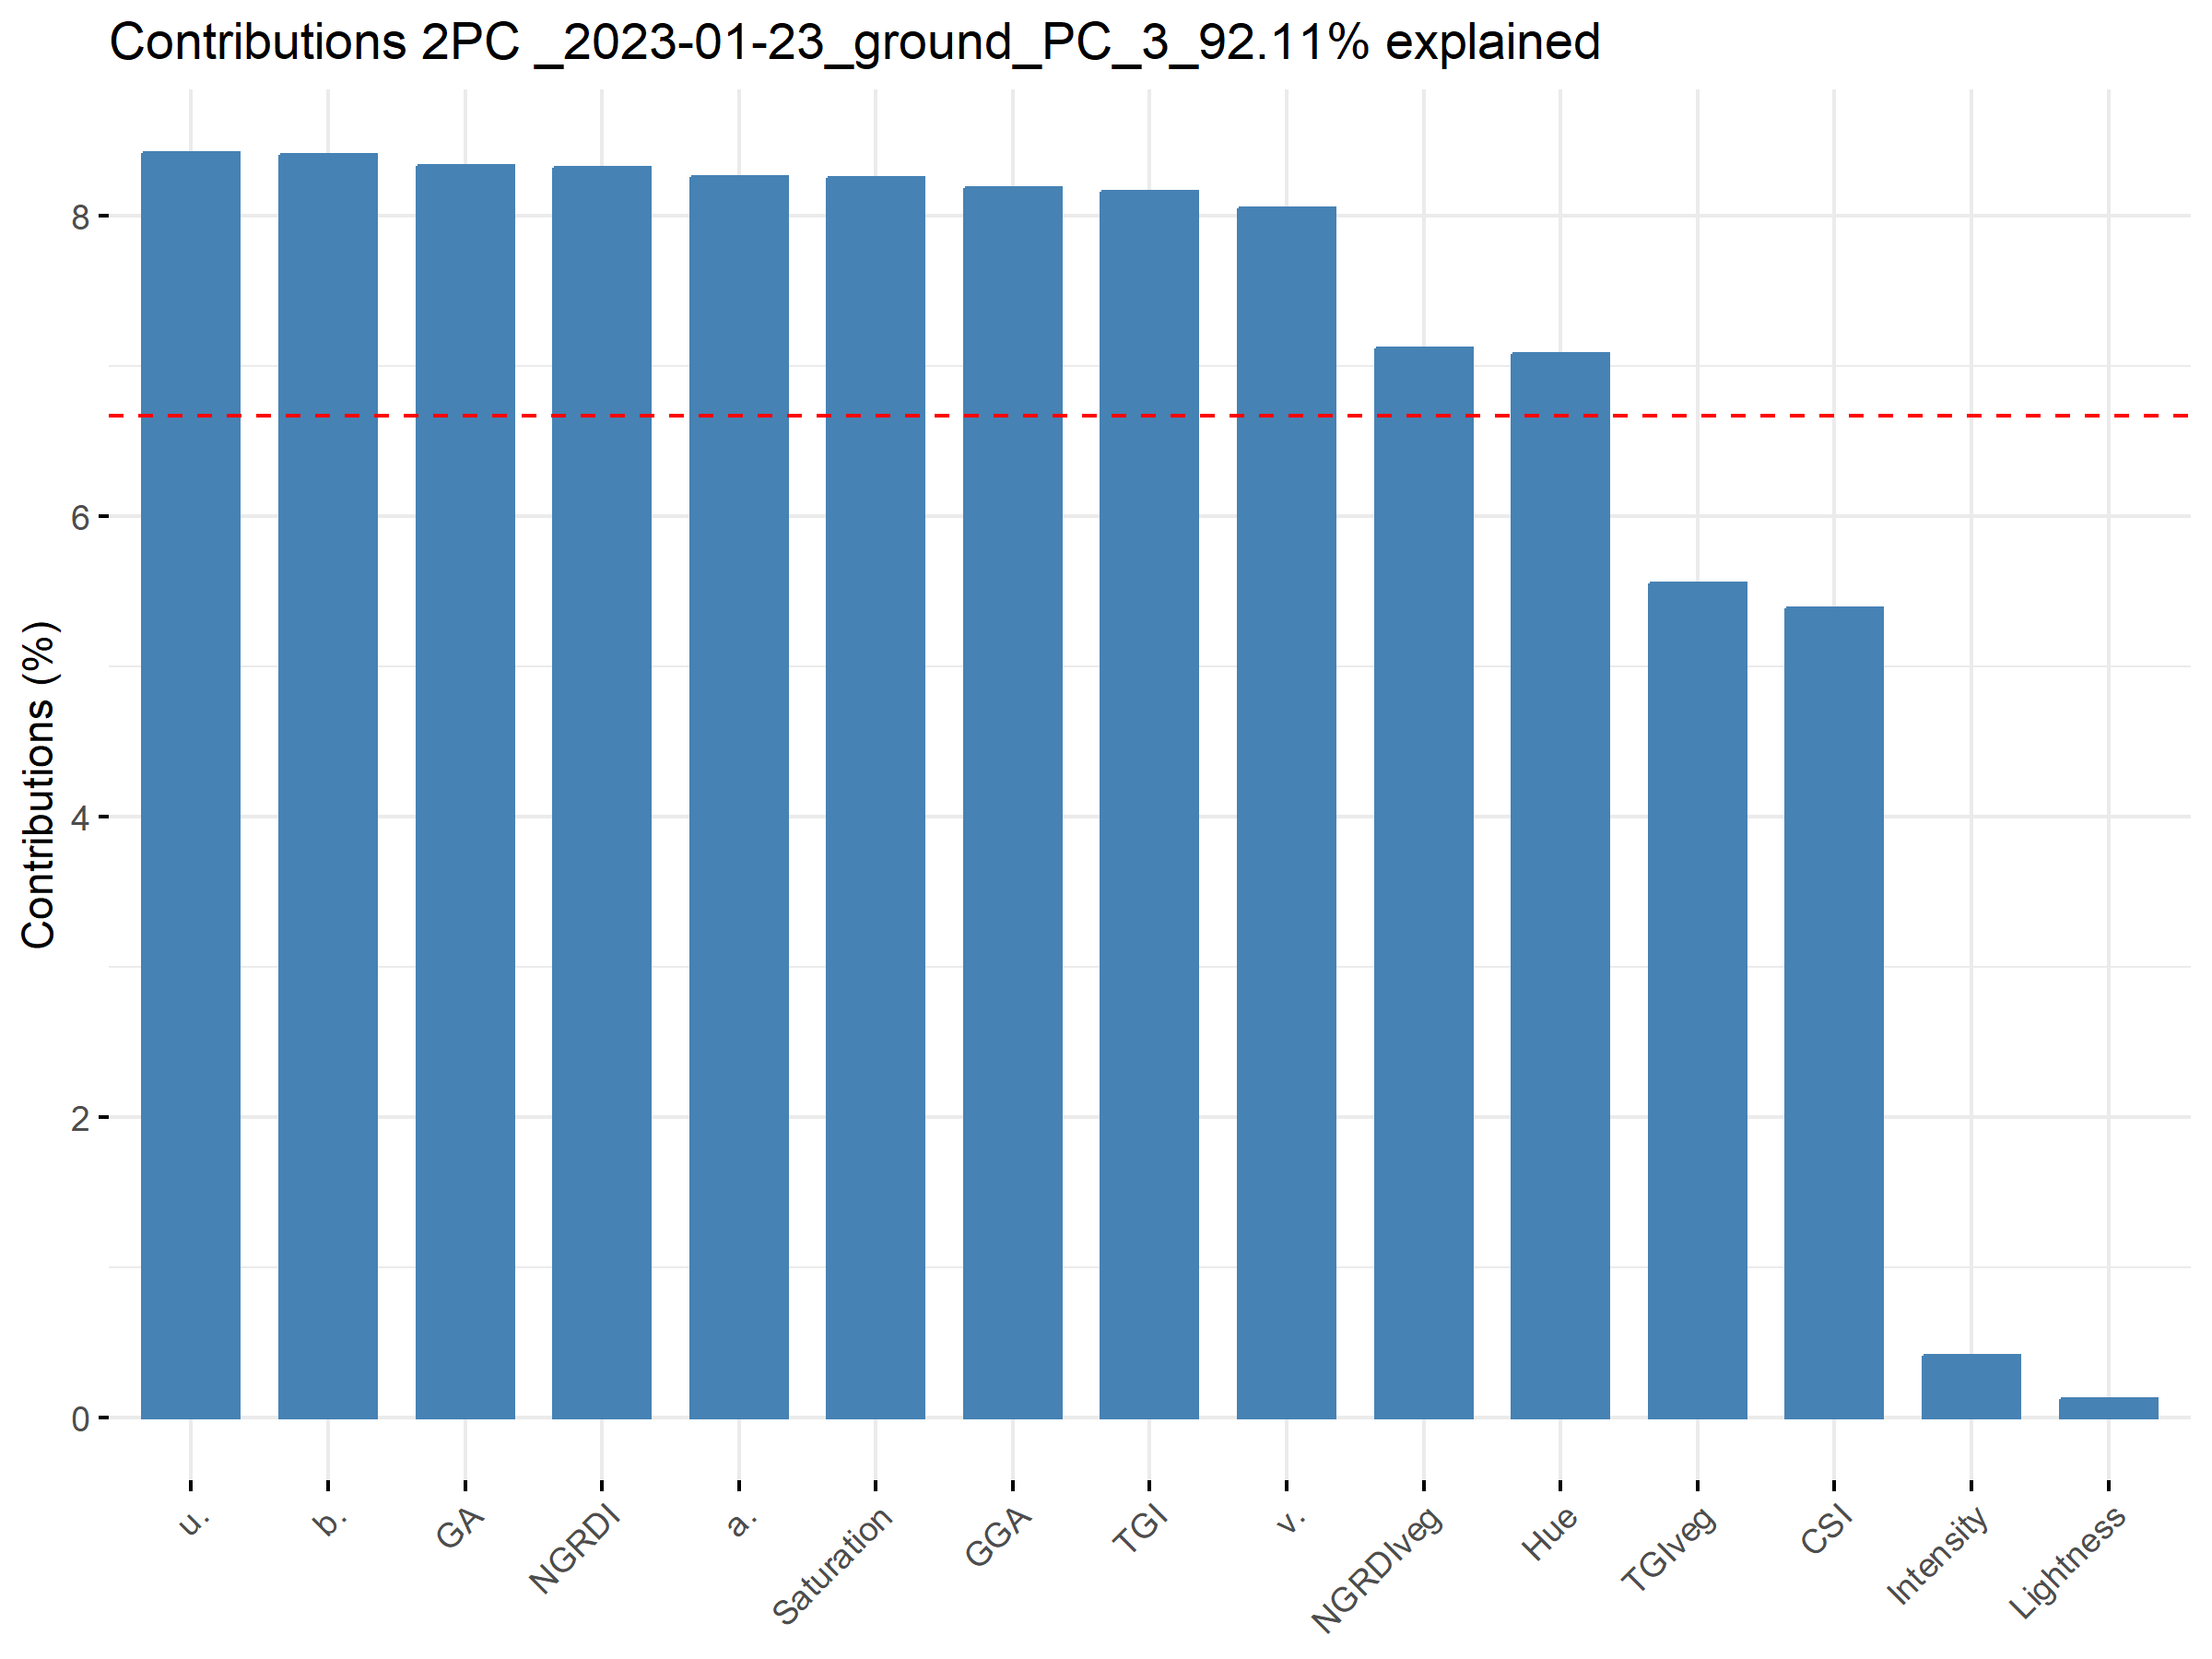 Contributions 2PC _2023-01-23_ground_PC_3_92.11% explained
Contributions (%)
8
6
4
2
0
u.
b.
GA
NGRDI
a.
Saturation
GGA
TGI
v.
NGRDIveg
Hue
TGIveg
CSI
Intensity
Lightness